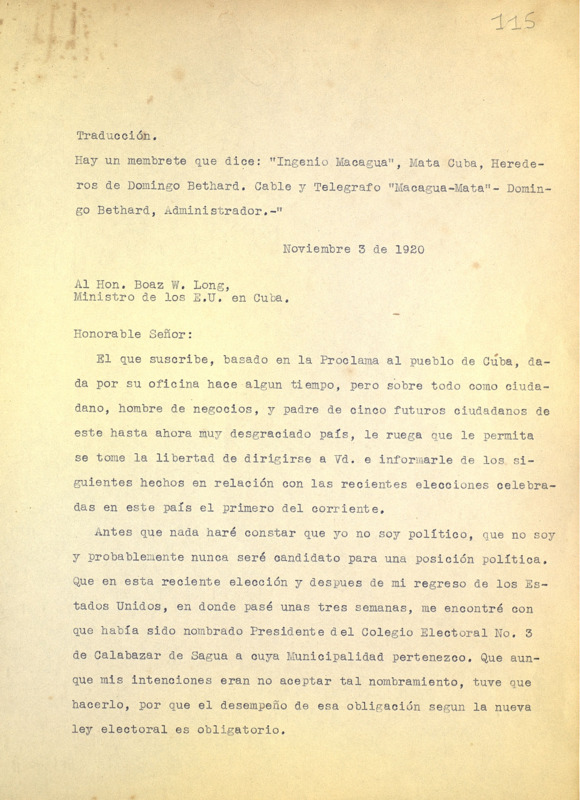 115
Traducción.
Hay un membrete que dice: "Ingenio Macagua", Mata Cuba, Herede-
ros de Domingo Bethard. Cable y Telegrafo "Macagua-Mata"- Domin-
go Bethard, Administrador.-"
Noviembre 3 de 1920
Al Hon. Boaz W. Long,
Ministro de los E.U. en Cuba.
Honorable Señor:
El que suscribe, basado en la Proclama al pueblo de Cúba, da-
da por su oficina hace algun tiempo, pero sobre todo como ciuda-
dano, hombre de negocios, y padre de cinco futuros ciudadanos de
este hasta ahora muy desgraciado país, le ruega que le permita
se tome la libertad de dirigirse a Vd. e informarle de los si-
guientes hechos en relación con las recientes elecciones celebra-
das en este país el primero del corriente.
Antes que nada haré constar que yo no soy político, que no soy
y probablemente nunca seré candidato para una posición política.
Que en esta reciente elección y despues de mi regreso de los Es-
tados Unidos, en donde pasé unas tres semanas, me encontré con
que había sido nombrado Presidente del Colegio Electoral No. 3
de Calabazar de Sagua a cuya Municipalidad pertenezco. Que aun-
que mis intenciones eran no aceptar tal nombramiento, tuve que
hacerlo, por que el desempeño de esa obligación segun la nueva
ley electoral es obligatorio.